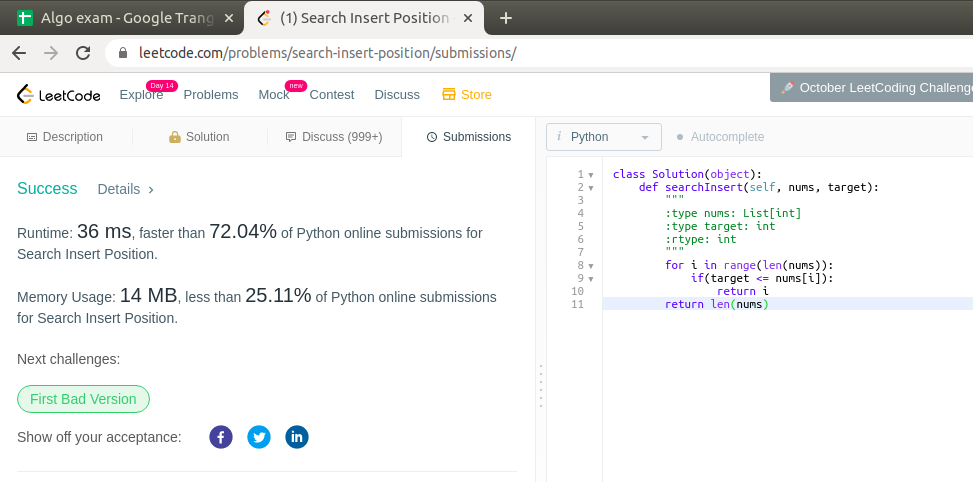 Algo exam - Google Trang
(1) Search Insert Position -
leetcode.com/problems/search-insert-position/submissions/
LeetCode
Explore
Day 14
Problems
Mock
new
Contest
Discuss
Store
October LeetCoding Challenge
Description
Solution
Discuss (999+)
Submissions
i Python
Autocomplete
Success
Details >
Runtime: 36 ms, faster than 72.04% of Python online submissions for
Search Insert Position.
Memory Usage: 14 MB, less than 25.11% of Python online submissions
for Search Insert Position.
Next challenges:
First Bad Version
Show off your acceptance:
f
in
1 class Solution(object):
2     def searchInsert(self, nums, target):
3         """
4         :type nums: List[int]
5         :type target: int
6         :rtype: int
7         """
8         for i in range(len(nums)):
9             if(target <= nums[i]):
10                 return i
11         return len(nums)